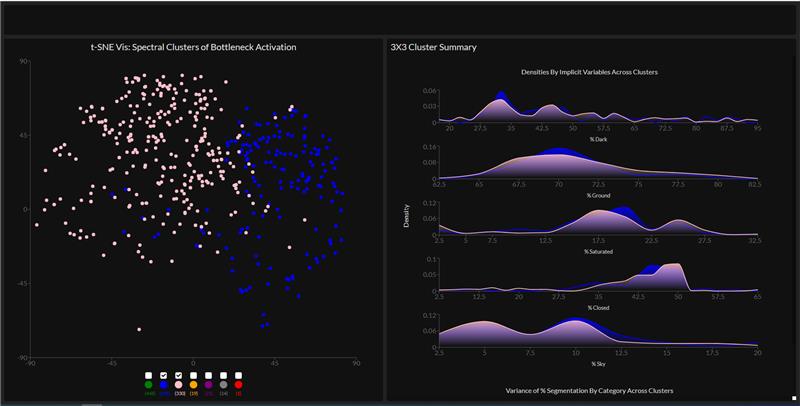 t-SNE Vis: Spectral Clusters of Bottleneck Activation
90
45
0
-45
-90
-90 -45 0 45 90
(330) (19) (14) (1)
3X3 Cluster Summary
Densities By Implicit Variables Across Clusters
Density
0.06
0.03
0
20 27.5 35 42.5 50 57.5 65 72.5 80 87.5 95
% Dark
0.16
0.08
0
62.5 65 67.5 70 72.5 75 77.5 80 82.5
% Ground
0.12
0.06
0
2.5 5 7.5 12.5 17.5 22.5 27.5 32.5
% Saturated
0.1
0.05
0
2.5 12.5 20 27.5 35 42.5 50 57.5 65
% Closed
0.12
0.06
0
2.5 5 7.5 10 12.5 15 17.5 20
% Sky
Variance of % Segmentation By Category Across Clusters